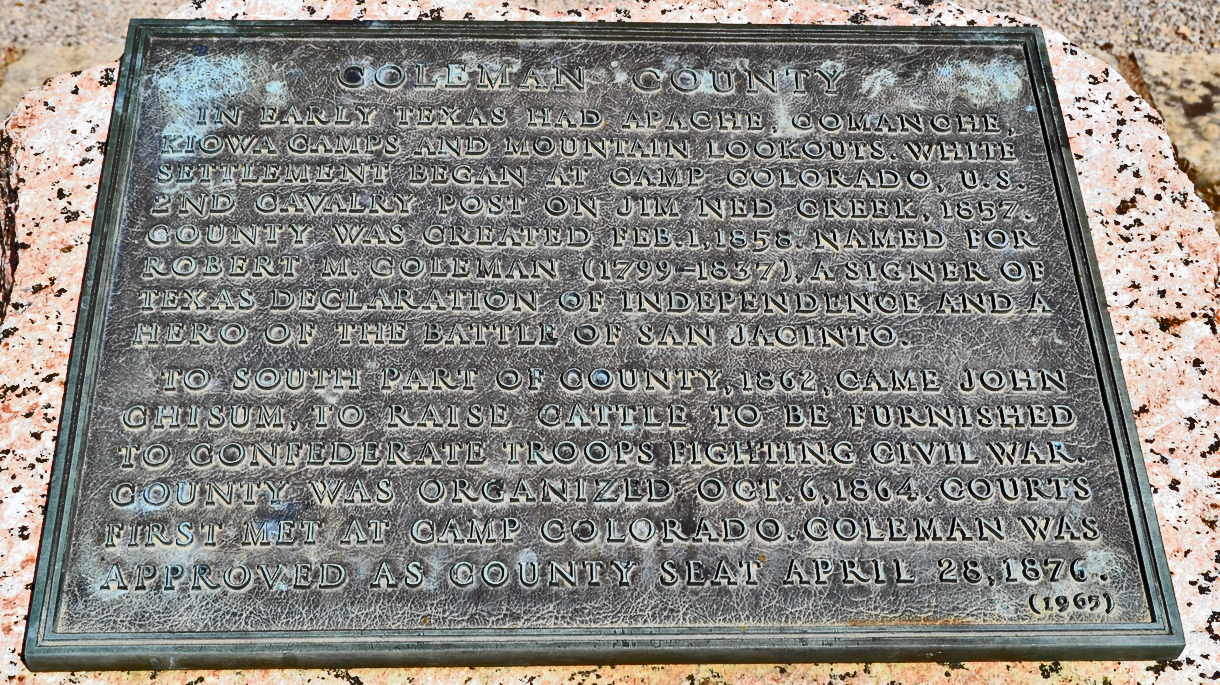 COLEMAN COUNTY
IN EARLY TEXAS HAD APACHE, COMANCHE,
KIOWA CAMPS AND MOUNTAIN LOOKOUTS. WHITE
SETTLEMENT BEGAN AT CAMP COLORADO, U.S.
2ND CAVALRY POST ON JIM NED CREEK, 1857.
COUNTY WAS CREATED FEB.1,1858. NAMED FOR
ROBERT M. COLEMAN (1799-1837), A SIGNER OF
TEXAS DECLARATION OF INDEPENDENCE AND A
HERO OF THE BATTLE OF SAN JACINTO.
TO SOUTH PART OF COUNTY, 1862, CAME JOHN
CHISUM, TO RAISE CATTLE TO BE FURNISHED
TO CONFEDERATE TROOPS FIGHTING CIVIL WAR.
COUNTY WAS ORGANIZED OCT.6,1864. COURTS
FIRST MET AT CAMP COLORADO. COLEMAN WAS
APPROVED AS COUNTY SEAT APRIL 28,1876.
(1965)